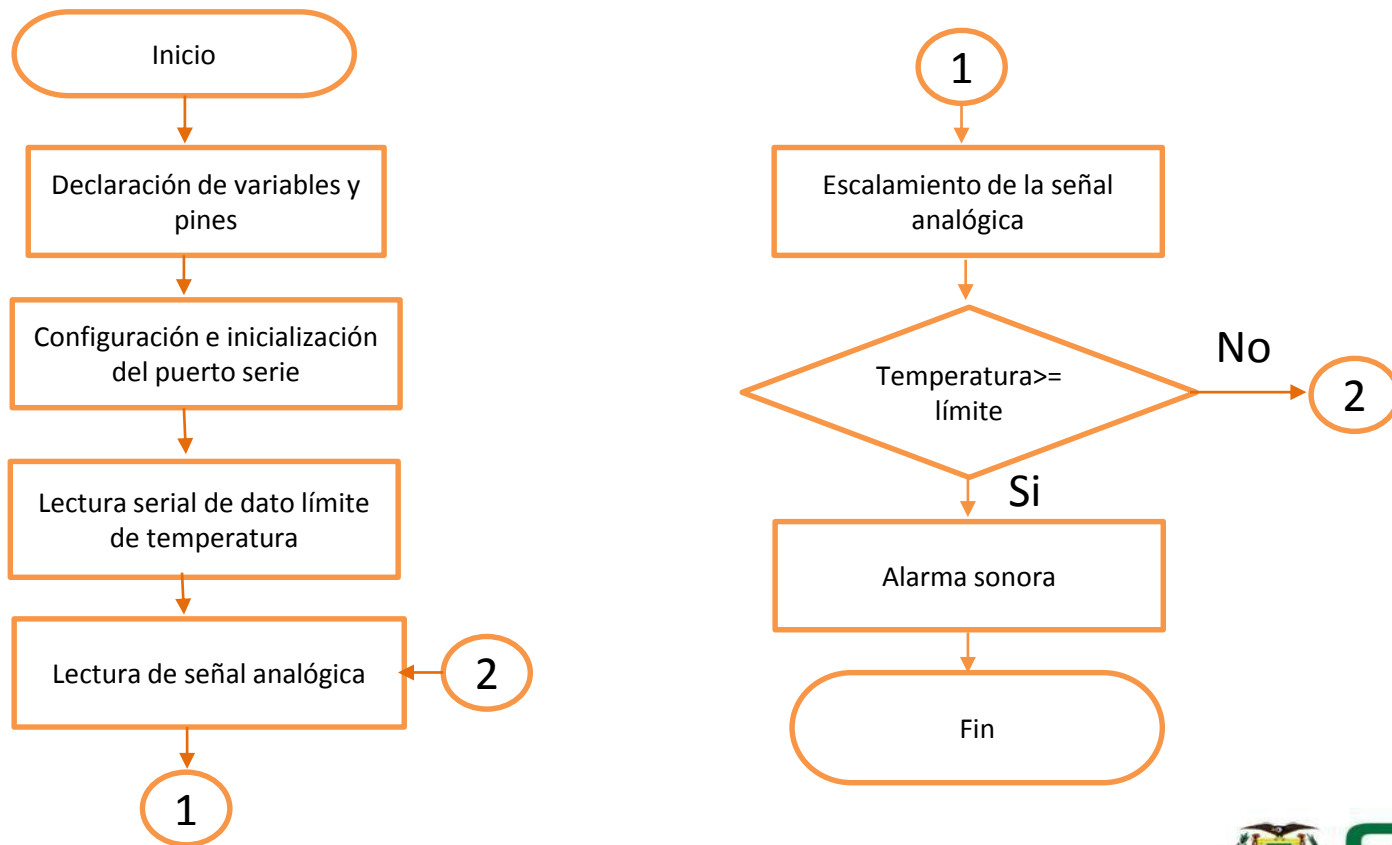 Inicio
Declaración de variables y
pines
Configuración e inicialización
del puerto serie
Lectura serial de dato límite
de temperatura
Lectura de señal analógica
2
1
1
Escalamiento de la señal
analógica
Temperatura>=
límite
No
2
Si
Alarma sonora
Fin